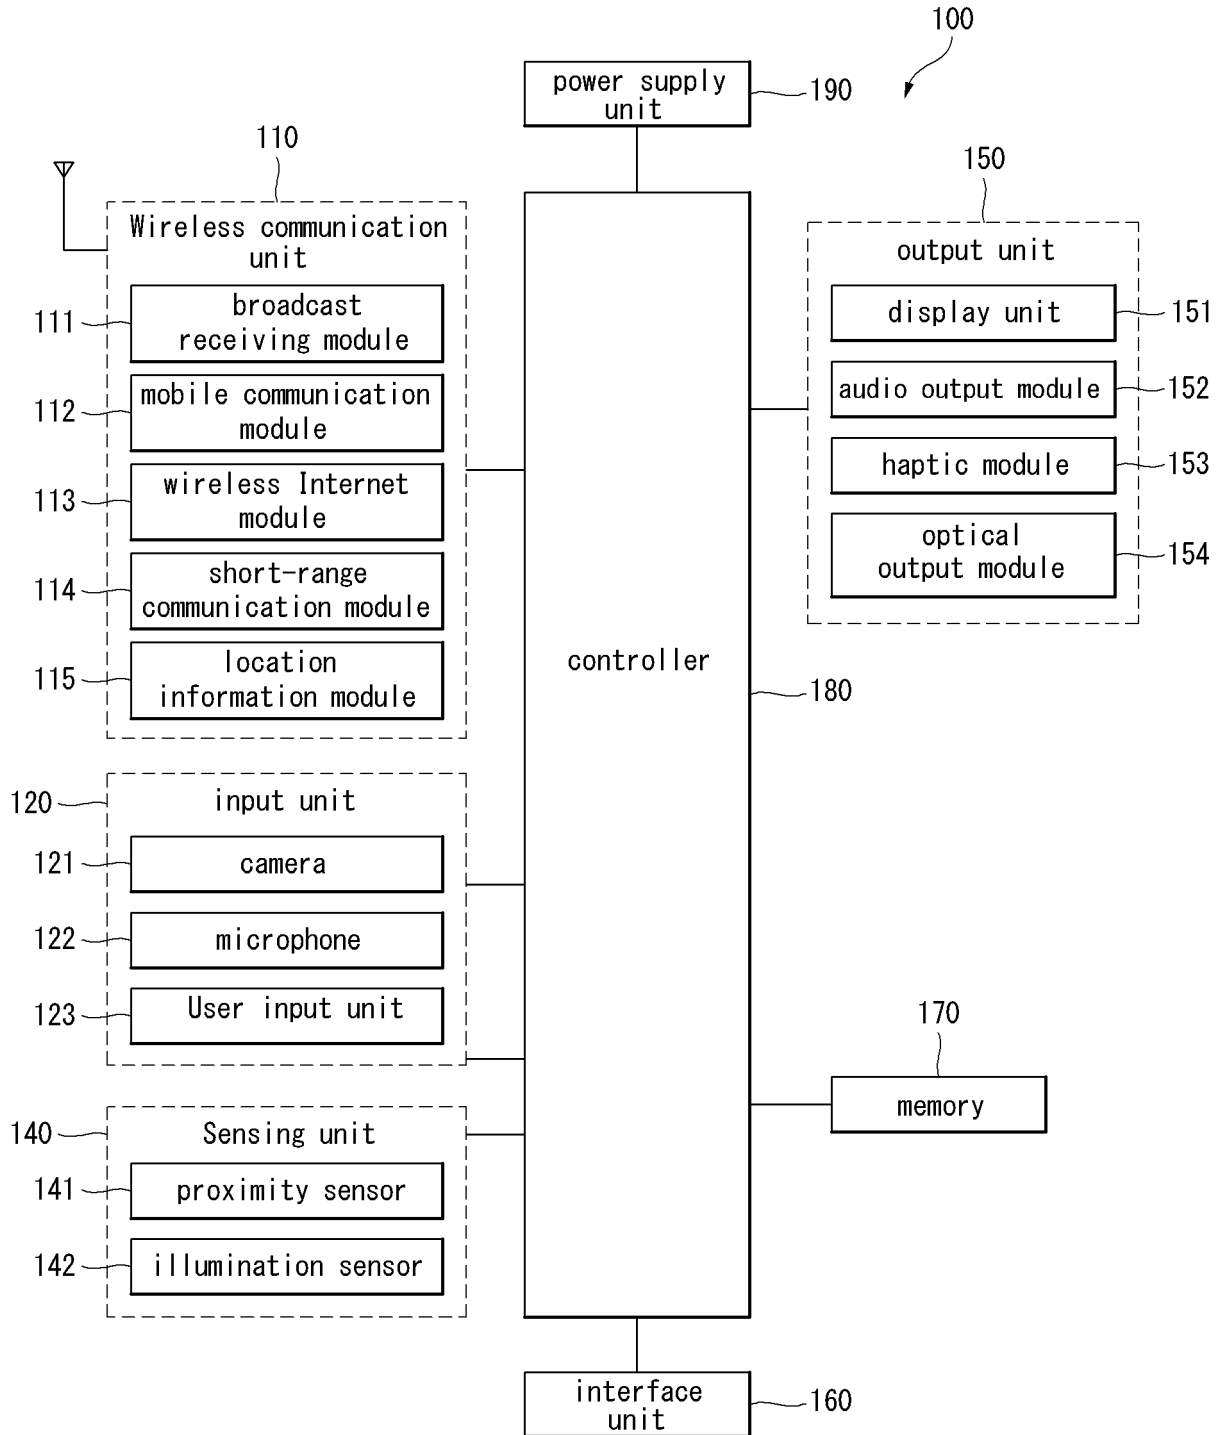 100
power supply
unit
190
110
Wireless communication
unit
111
broadcast
receiving module
112
mobile communication
module
113
wireless Internet
module
114
short-range
communication module
115
location
information module
120
input unit
121
camera
122
microphone
123
User input unit
140
Sensing unit
141
proximity sensor
142
illumination sensor
controller
180
150
output unit
display unit
151
audio output module
152
haptic module
153
optical
output module
154
170
memory
interface
unit
160